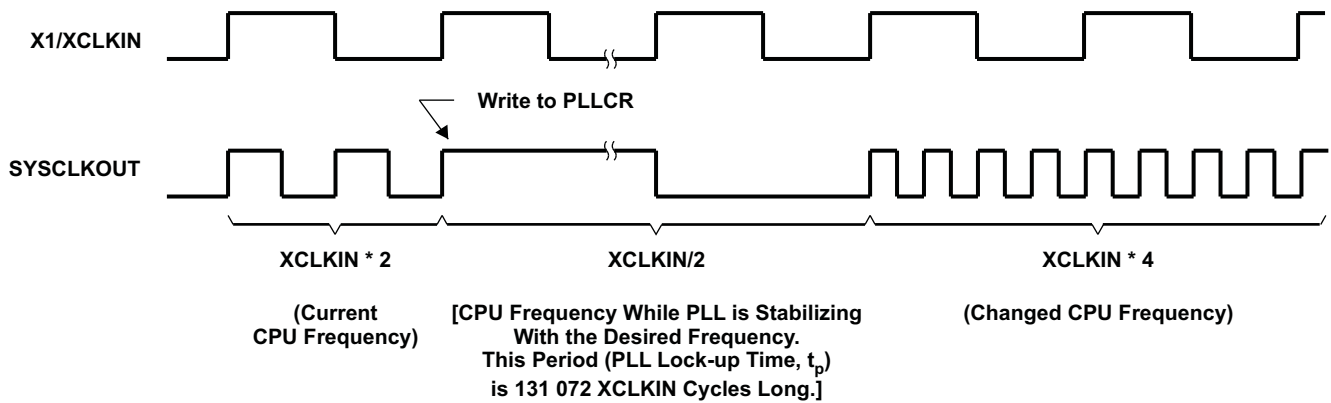 X1/XCLKIN
Write to PLLCR
SYSCLKOUT
XCLKIN * 2
XCLKIN/2
XCLKIN * 4
(Current
CPU Frequency)
[CPU Frequency While PLL is Stabilizing
With the Desired Frequency.
This Period (PLL Lock-up Time, tp)
is 131 072 XCLKIN Cycles Long.]
(Changed CPU Frequency)